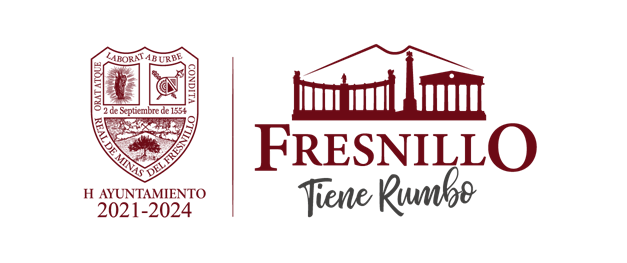 LABORAT AB URBE
ORAT ATQUE
CONDITA
2 de Septiembre de 1554
REAL DE MINAS DEL FRESNILLO
H AYUNTAMIENTO
2021-2024
FRESNILLO
Tiene Rumbo